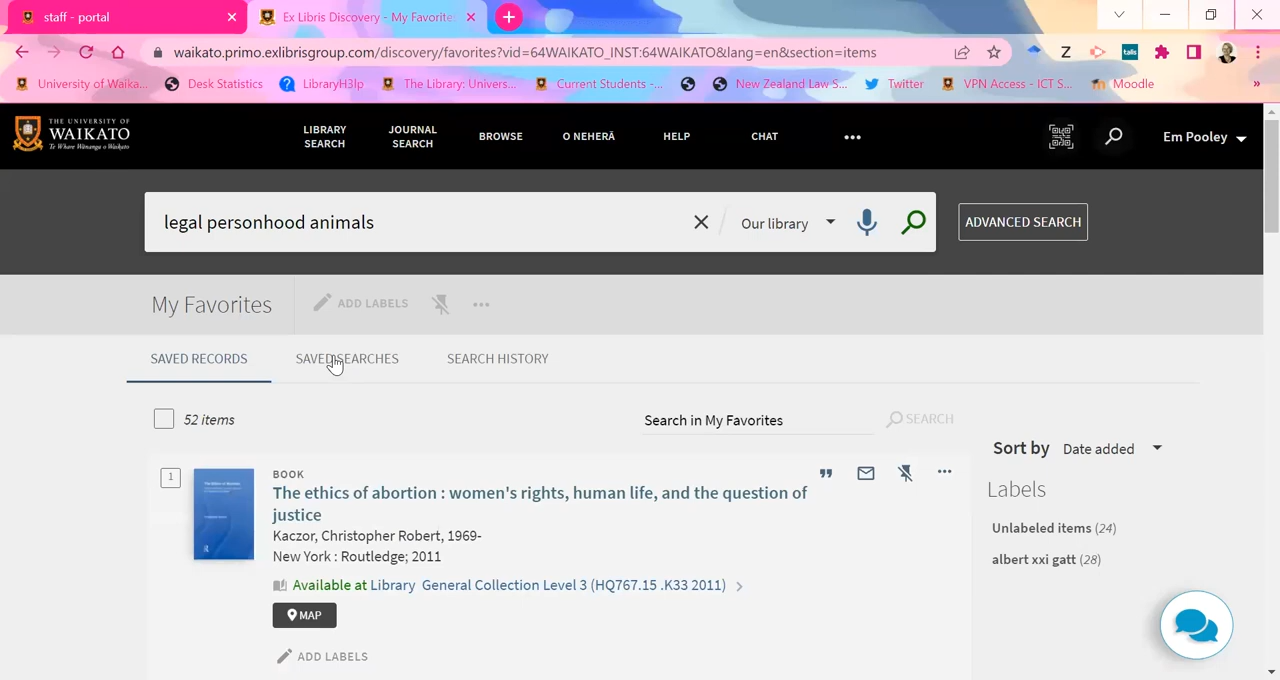 staff - portal
Ex Libris Discovery - My Favorite
waikato.primo.exlibrisgroup.com/discovery/favorites?vid=64WAIKATO_INST:64WAIKATO&lang=en&section=items
Z
talis
University of Waika...
Desk Statistics
LibraryH3lp
The Library: Univers...
Current Students -...
New Zealand Law S...
Twitter
VPN Access - ICT S...
Moodle
»
THE UNIVERSITY OF
WAIKATO
Te Whare Wānanga o Waikato
LIBRARY
SEARCH
JOURNAL
SEARCH
BROWSE
O NEHERĀ
HELP
CHAT
Em Pooley
legal personhood animals
Our library
ADVANCED SEARCH
My Favorites
ADD LABELS
SAVED RECORDS
SAVED SEARCHES
SEARCH HISTORY
52 items
Search in My Favorites
SEARCH
Sort by Date added
Labels
Unlabeled items (24)
albert xxi gatt (28)
1
BOOK
The ethics of abortion : women's rights, human life, and the question of
justice
Kaczor, Christopher Robert, 1969-
New York : Routledge; 2011
Available at Library General Collection Level 3 (HQ767.15 .K33 2011)
MAP
ADD LABELS